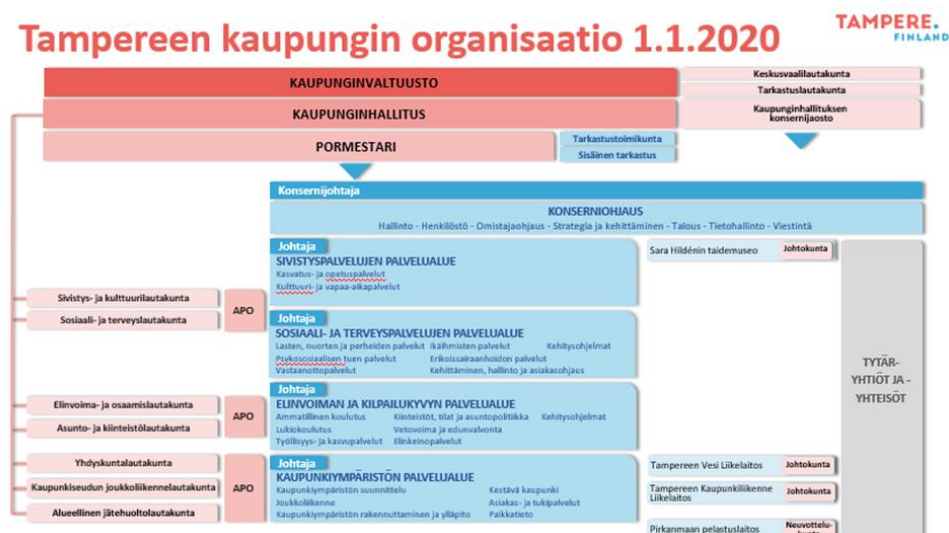 Tampereen kaupungin organisaatio 1.1.2020
TAMPERE.
FINLAND
KAUPUNGINVALTUUSTO
Keskusvaalilautakunta
Tarkastuslautakunta
KAUPUNGINHALLITUS
Kaupunginhallituksen
konsernijaosto
PORMESTARI
Tarkastustoimikunta
Sisäinen tarkastus
Konsernijohtaja
KONSERNIOHJAUS
Hallinto - Henkilöstö - Omistajaohjaus - Strategia ja kehittäminen - Talous - Tietohallinto - Viestintä
Sivistys- ja kulttuurilautakunta
Sosiaali- ja terveyslautakunta
APO
Johtaja
SIVISTYSPALVELUJEN PALVELUALUE
Kasvatus- ja opetuspalvelut
Kulttuuri- ja vapaa-aikapalvelut
Johtaja
SOSIAALI- JA TERVEYSPALVELUJEN PALVELUALUE
Lasten, nuorten ja perheiden palvelut Ikäihmisten palvelut Kehitysohjelmat
Psykososiaalisen tuen palvelut Erikoissairaanhoidon palvelut
Vastaanottopalvelut Kehittäminen, hallinto ja asiakasohjaus
Elinvoima- ja osaamislautakunta
Asunto- ja kiinteistölautakunta
APO
Johtaja
ELINVOIMAN JA KILPAILUKYVYN PALVELUALUE
Ammatillinen koulutus Kiinteistöt, tilat ja asuntopolitiikka Kehitysohjelmat
Lukiokoulutus Vetovoima ja edunvalvonta
Työllisyys- ja kasvupalvelut Elinkeinopalvelut
Yhdyskuntalautakunta
Kaupunkiseudun joukkoliikennelautakunta
Alueellinen jätehuoltolautakunta
APO
Johtaja
KAUPUNKIYMPÄRISTÖN PALVELUALUE
Kaupunkiympäristön suunnittelu Kestävä kaupunki
Joukkoliikenne Asiakas- ja tukipalvelut
Kaupunkiympäristön rakennuttaminen ja ylläpito Paikkatieto
Sara Hildénin taidemuseo Johtokunta
Tampereen Vesi Liikelaitos Johtokunta
Tampereen Kaupunkiliikenne
Liikelaitos
Johtokunta
Pirkanmaan pelastuslaitos
Neuvottelu-
TYTÄR-
YHTIÖT JA -
YHTEISÖT